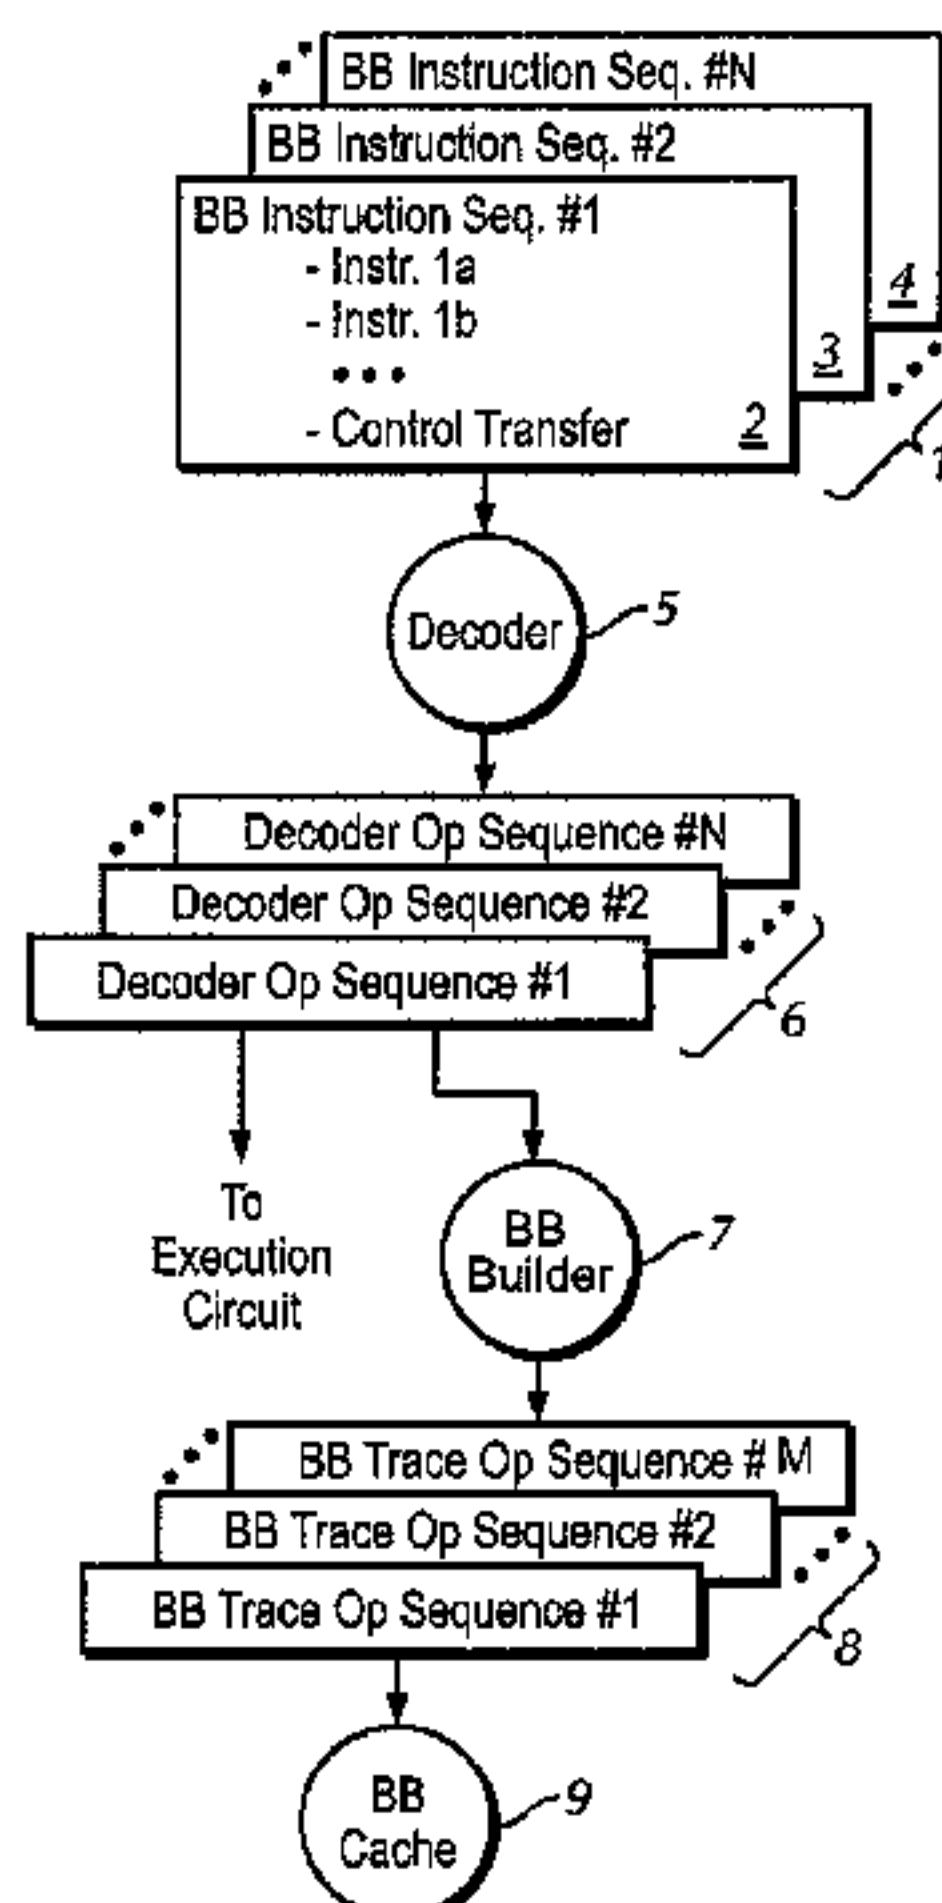 BB Instruction Seq. #N
BB Instruction Seq. #2
BB Instruction Seq. #1
- Instr. 1a
- Instr. 1b
• • •
- Control Transfer
2
3
4
1
Decoder
5
Decoder Op Sequence #N
Decoder Op Sequence #2
Decoder Op Sequence #1
6
To
Execution
Circuit
BB
Builder
7
BB Trace Op Sequence # M
BB Trace Op Sequence #2
BB Trace Op Sequence #1
8
BB
Cache
9